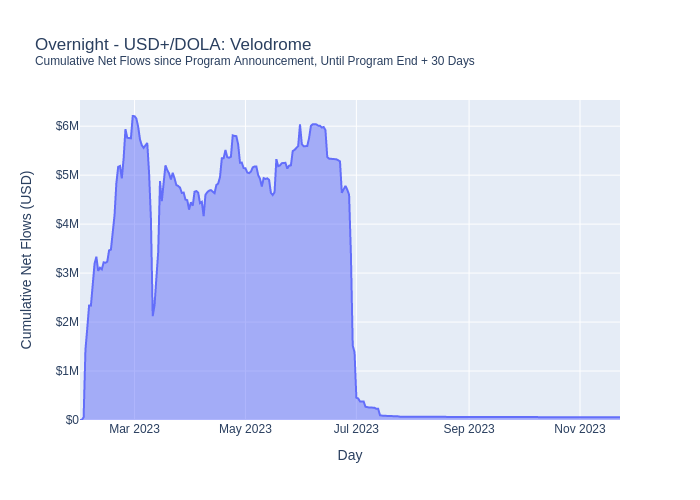 Overnight - USD+/DOLA: Velodrome
Cumulative Net Flows since Program Announcement, Until Program End + 30 Days
Cumulative Net Flows (USD)
$6M
$5M
$4M
$3M
$2M
$1M
$0
Mar 2023
May 2023
Jul 2023
Sep 2023
Nov 2023
Day